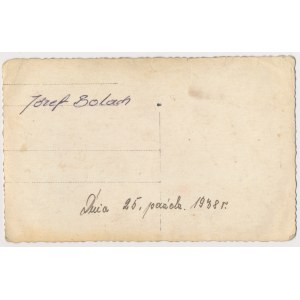 Józef Bolach
Dnia 25. paźdz. 1938 r.